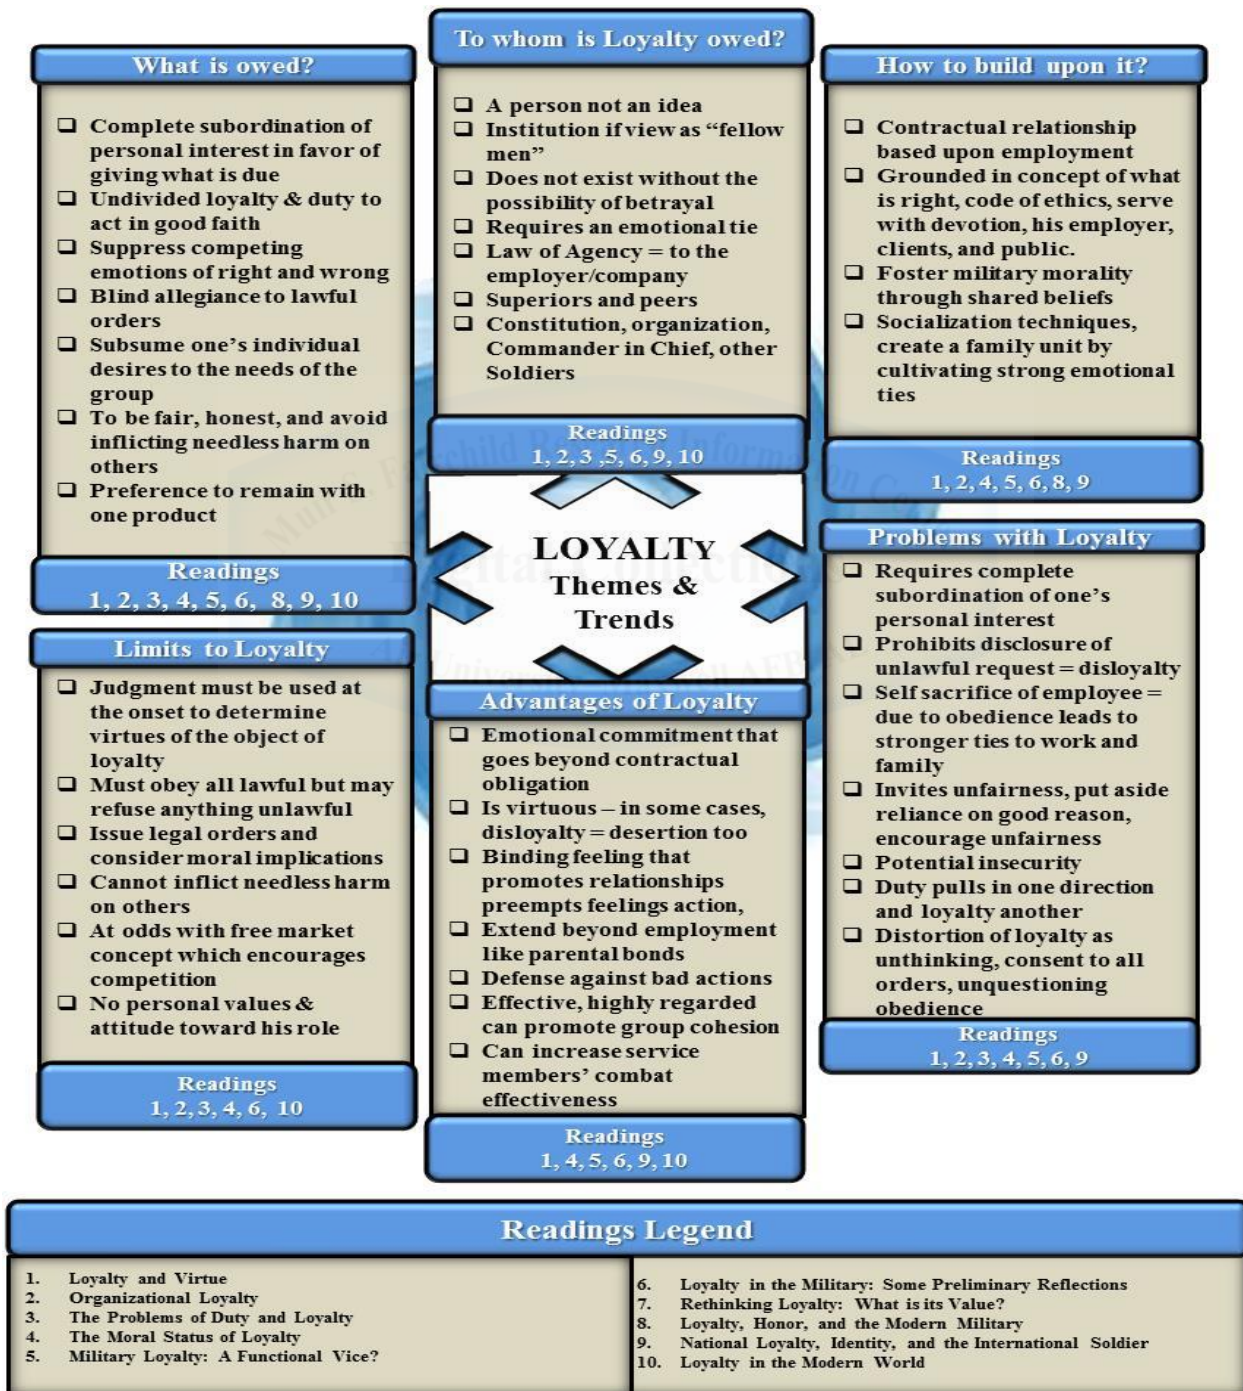 What is owed?
❑ Complete subordination of
personal interest in favor of
giving what is due
❑ Undivided loyalty & duty to
act in good faith
❑ Suppress competing
emotions of right and wrong
❑ Blind allegiance to lawful
orders
❑ Subsume one’s individual
desires to the needs of the
group
❑ To be fair, honest, and avoid
inflicting needless harm on
others
❑ Preference to remain with
one product
Readings
1, 2, 3, 4, 5, 6, 8, 9, 10
To whom is Loyalty owed?
❑ A person not an idea
❑ Institution if view as “fellow
men”
❑ Does not exist without the
possibility of betrayal
❑ Requires an emotional tie
❑ Law of Agency = to the
employer/company
❑ Superiors and peers
❑ Constitution, organization,
Commander in Chief, other
Soldiers
Readings
1, 2, 3 ,5, 6, 9, 10
How to build upon it?
❑ Contractual relationship
based upon employment
❑ Grounded in concept of what
is right, code of ethics, serve
with devotion, his employer,
clients, and public.
❑ Foster military morality
through shared beliefs
❑ Socialization techniques,
create a family unit by
cultivating strong emotional
ties
Readings
1, 2, 4, 5, 6, 8, 9
LOYALTY
Themes &
Trends
Limits to Loyalty
❑ Judgment must be used at
the onset to determine
virtues of the object of
loyalty
❑ Must obey all lawful but may
refuse anything unlawful
❑ Issue legal orders and
consider moral implications
❑ Cannot inflict needless harm
on others
❑ At odds with free market
concept which encourages
competition
❑ No personal values &
attitude toward his role
Readings
1, 2, 3, 4, 6, 10
Advantages of Loyalty
❑ Emotional commitment that
goes beyond contractual
obligation
❑ Is virtuous – in some cases,
disloyalty = desertion too
❑ Binding feeling that
promotes relationships
preempts feelings action,
❑ Extend beyond employment
like parental bonds
❑ Defense against bad actions
❑ Effective, highly regarded
can promote group cohesion
❑ Can increase service
members’ combat
effectiveness
Readings
1, 4, 5, 6, 9, 10
Problems with Loyalty
❑ Requires complete
subordination of one’s
personal interest
❑ Prohibits disclosure of
unlawful request = disloyalty
❑ Self sacrifice of employee =
due to obedience leads to
stronger ties to work and
family
❑ Invites unfairness, put aside
reliance on good reason,
encourage unfairness
❑ Potential insecurity
❑ Duty pulls in one direction
and loyalty another
❑ Distortion of loyalty as
unthinking, consent to all
orders, unquestioning
obedience
Readings
1, 2, 3, 4, 5, 6, 9
Readings Legend
1. Loyalty and Virtue
2. Organizational Loyalty
3. The Problems of Duty and Loyalty
4. The Moral Status of Loyalty
5. Military Loyalty: A Functional Vice?
6. Loyalty in the Military: Some Preliminary Reflections
7. Rethinking Loyalty: What is its Value?
8. Loyalty, Honor, and the Modern Military
9. National Loyalty, Identity, and the International Soldier
10. Loyalty in the Modern World